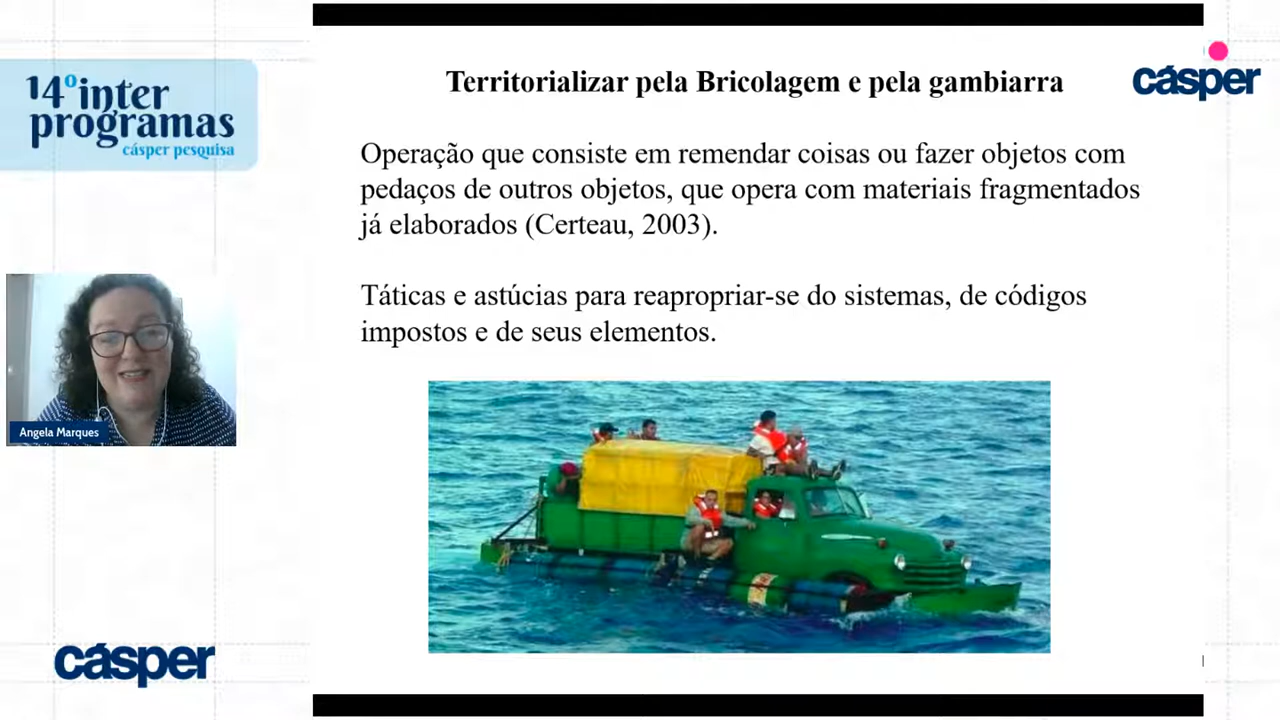 14º inter
programas
cásper pesquisa
cásper
Territorializar pela Bricolagem e pela gambiarra
Operação que consiste em remendar coisas ou fazer objetos com
pedaços de outros objetos, que opera com materiais fragmentados
já elaborados (Certeau, 2003).
Táticas e astúcias para reapropriar-se do sistemas, de códigos
impostos e de seus elementos.
Angela Marques
cásper